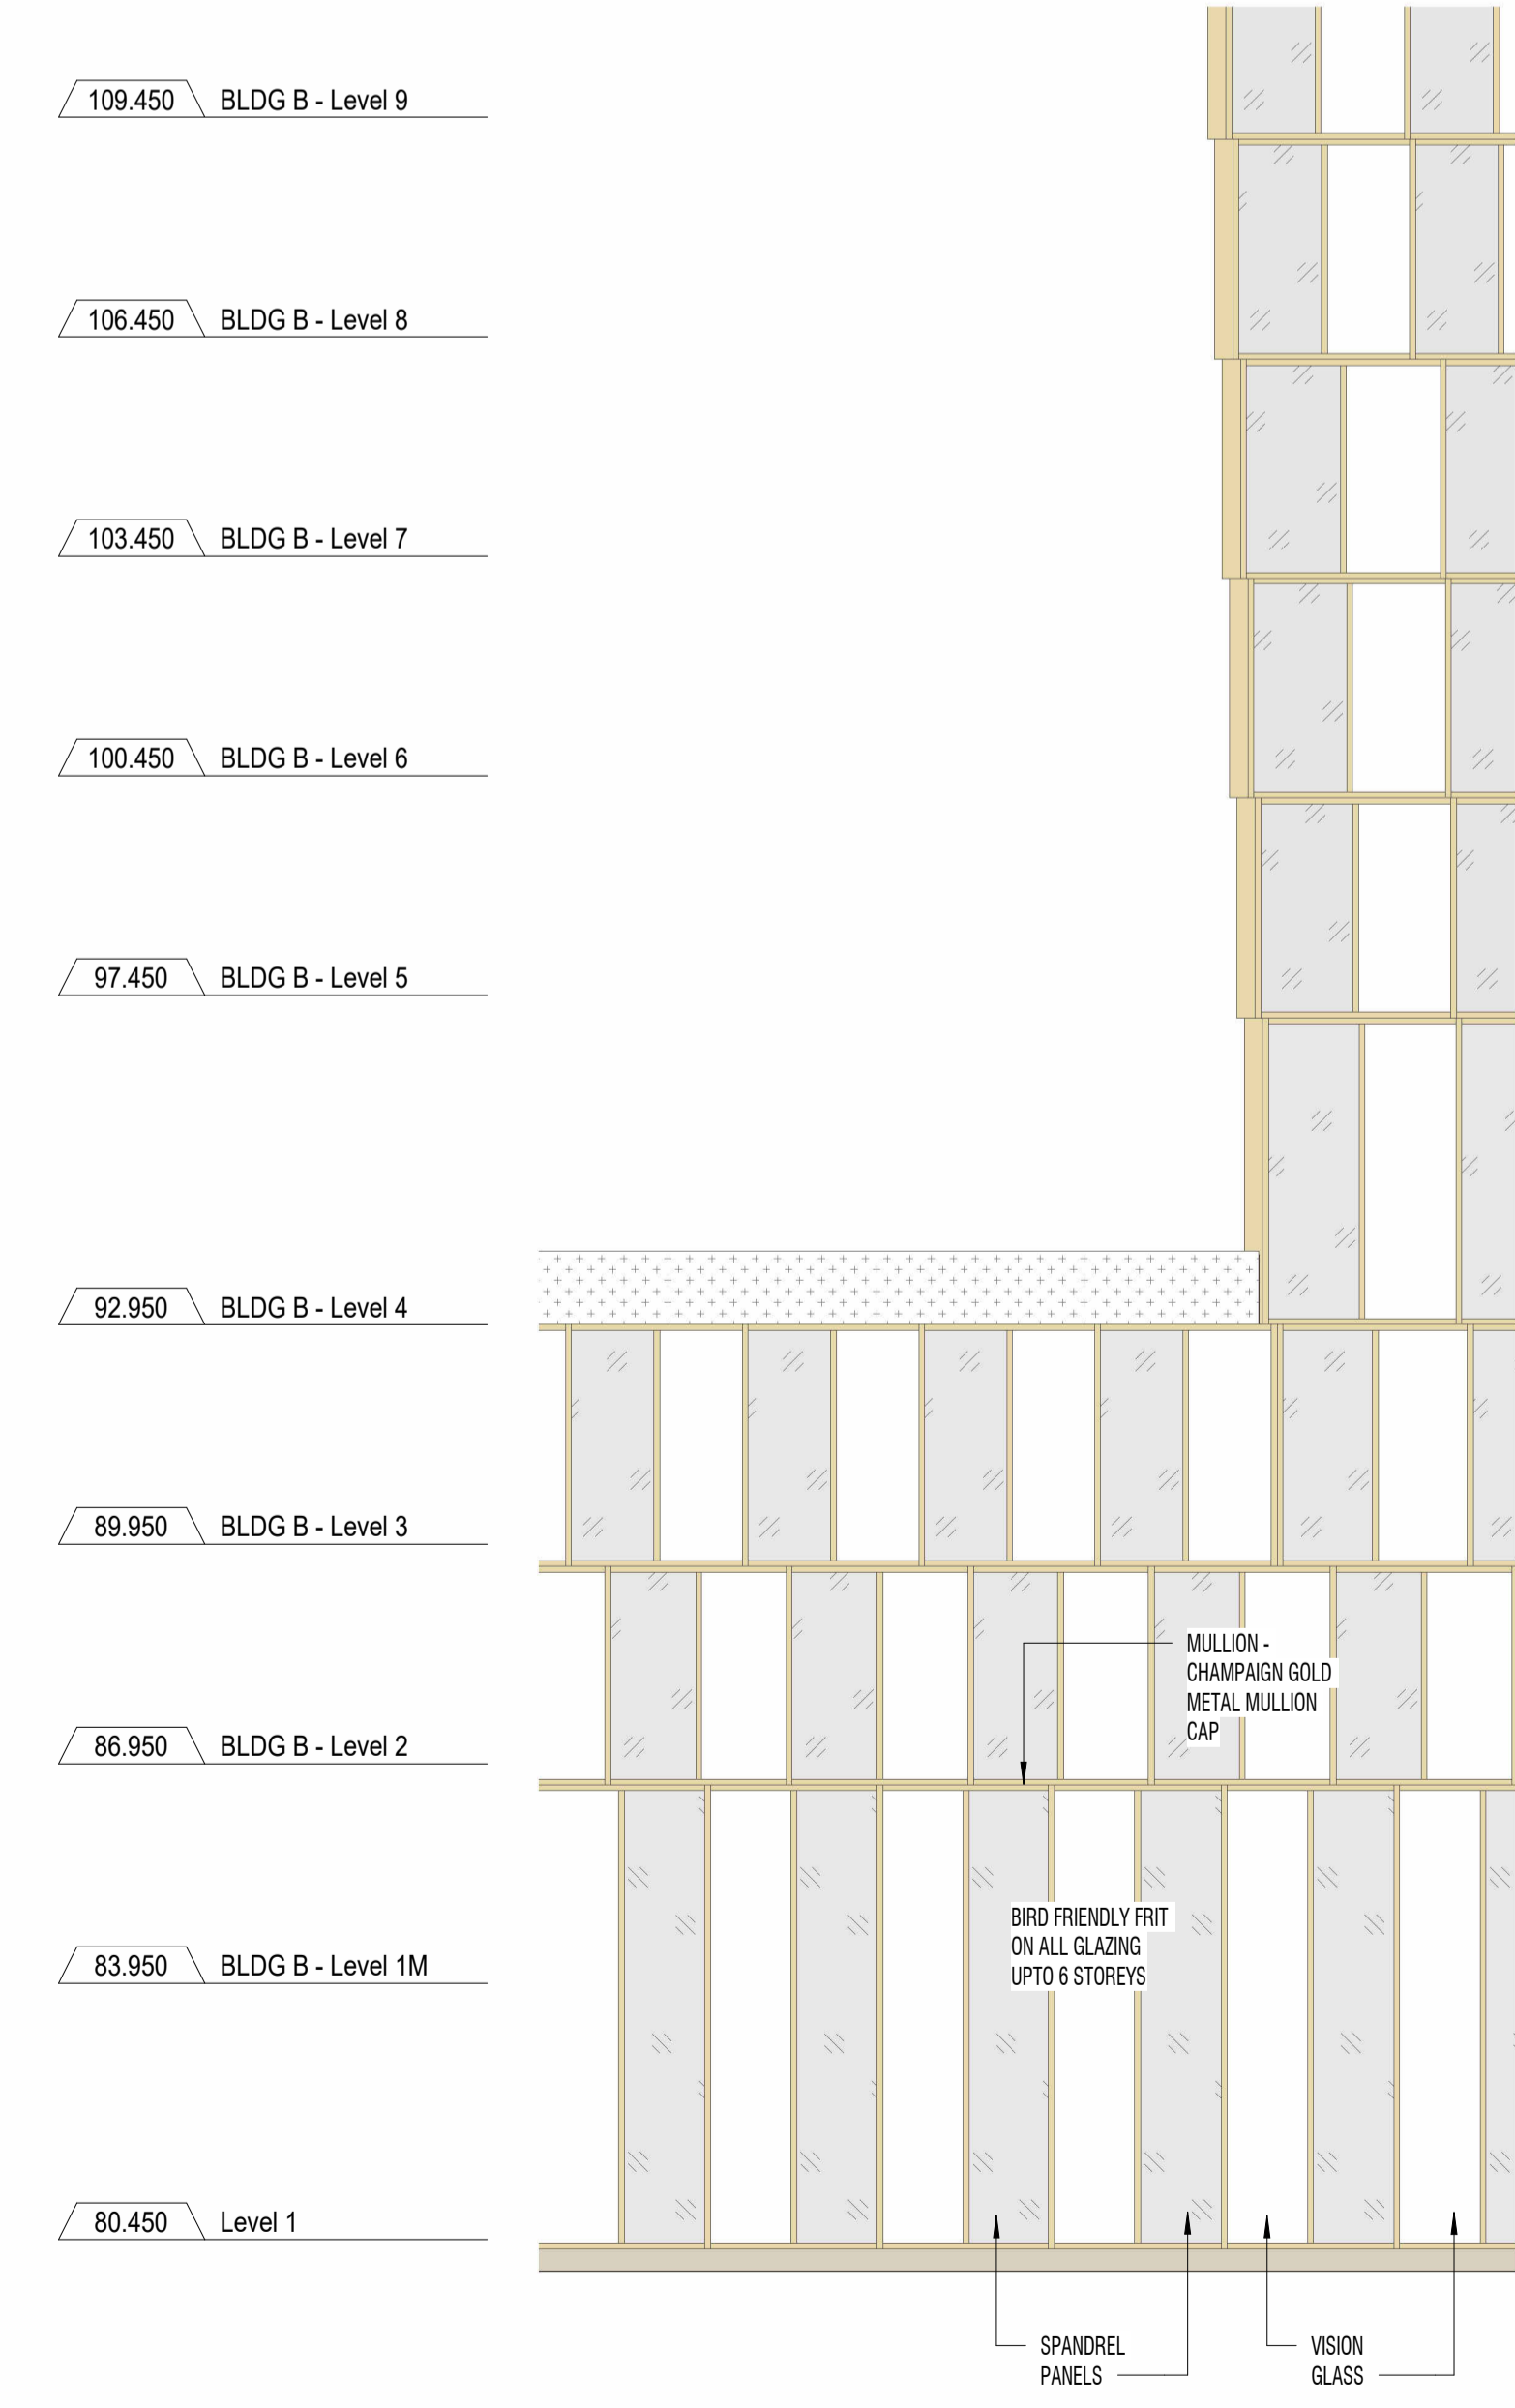 109.450 BLDG B - Level 9
106.450 BLDG B - Level 8
103.450 BLDG B - Level 7
100.450 BLDG B - Level 6
97.450 BLDG B - Level 5
92.950 BLDG B - Level 4
89.950 BLDG B - Level 3
MULLION -
CHAMPAIGN GOLD
METAL MULLION
CAP
86.950 BLDG B - Level 2
BIRD FRIENDLY FRIT
ON ALL GLAZING
UPTO 6 STOREYS
83.950 BLDG B - Level 1M
80.450 Level 1
SPANDREL
PANELS
VISION
GLASS